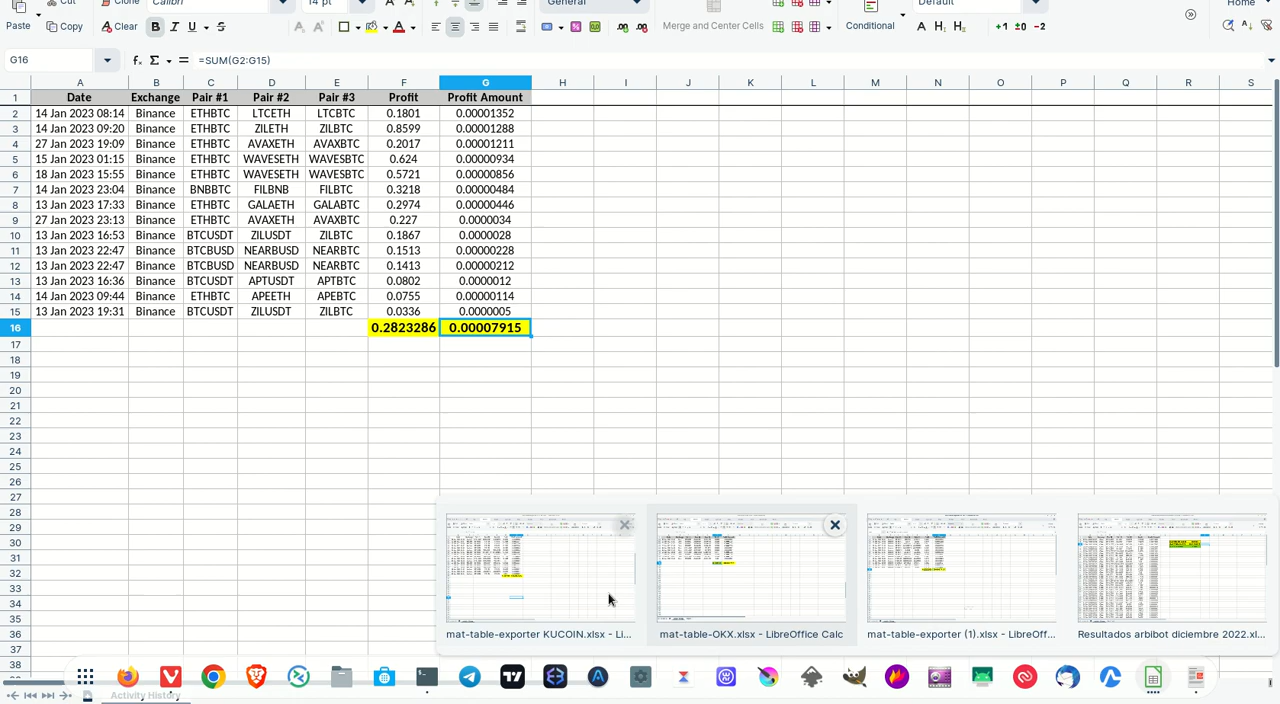 Cut Clone Calibri 14 pt General Default Home
Paste Copy Clear B I U S Merge and Center Cells Conditional A H₁ H₂ +1 ±0 −2
G16 fx Σ = =SUM(G2:G15)
A B C D E F G H I J K L M N O P Q R S
1 Date Exchange Pair #1 Pair #2 Pair #3 Profit Profit Amount
2 14 Jan 2023 08:14 Binance ETHBTC LTCETH LTCBTC 0.1801 0.00001352
3 14 Jan 2023 09:20 Binance ETHBTC ZILETH ZILBTC 0.8599 0.00001288
4 27 Jan 2023 19:09 Binance ETHBTC AVAXETH AVAXBTC 0.2017 0.00001211
5 15 Jan 2023 01:15 Binance ETHBTC WAVESETH WAVESBTC 0.624 0.00000934
6 18 Jan 2023 15:55 Binance ETHBTC WAVESETH WAVESBTC 0.5721 0.00000856
7 14 Jan 2023 23:04 Binance BNBBTC FILBNB FILBTC 0.3218 0.00000484
8 13 Jan 2023 17:33 Binance ETHBTC GALAETH GALABTC 0.2974 0.00000446
9 27 Jan 2023 23:13 Binance ETHBTC AVAXETH AVAXBTC 0.227 0.0000034
10 13 Jan 2023 16:53 Binance BTCUSDT ZILUSDT ZILBTC 0.1867 0.0000028
11 13 Jan 2023 22:47 Binance BTCBUSD NEARBUSD NEARBTC 0.1513 0.00000228
12 13 Jan 2023 22:47 Binance BTCBUSD NEARBUSD NEARBTC 0.1413 0.00000212
13 13 Jan 2023 16:36 Binance BTCUSDT APTUSDT APTBTC 0.0802 0.0000012
14 14 Jan 2023 09:44 Binance ETHBTC APEETH APEBTC 0.0755 0.00000114
15 13 Jan 2023 19:31 Binance BTCUSDT ZILUSDT ZILBTC 0.0336 0.0000005
16 0.2823286 0.00007915
17
18
19
20
21
22
23
24
25
26
27
28
29
30
31
32
33
34
35
36
37
38
mat-table-exporter KUCOIN.xlsx - Li... mat-table-OKX.xlsx - LibreOffice Calc mat-table-exporter (1).xlsx - LibreOff... Resultados arbibot diciembre 2022.xl...
Activity History